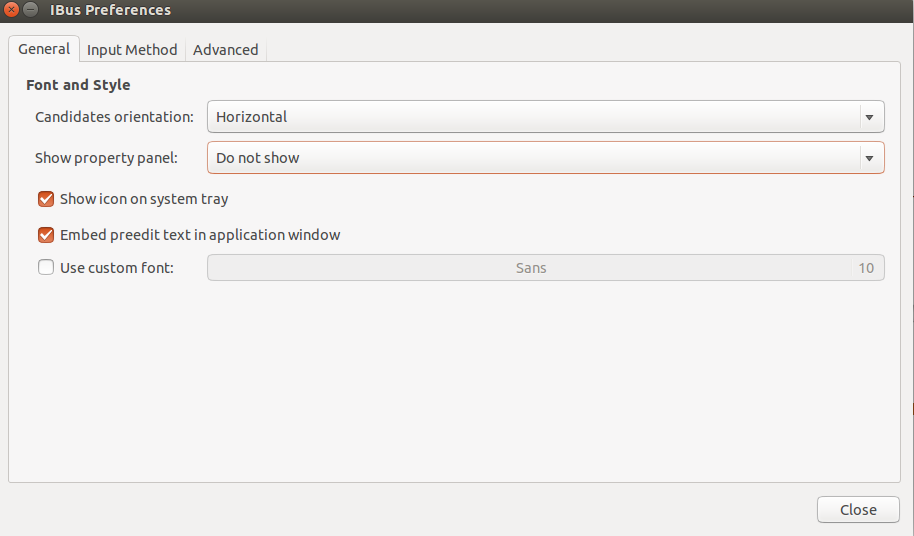 IBus Preferences
General Input Method Advanced
Font and Style
Candidates orientation: Horizontal
Show property panel: Do not show
Show icon on system tray
Embed preedit text in application window
Use custom font: Sans 10
Close